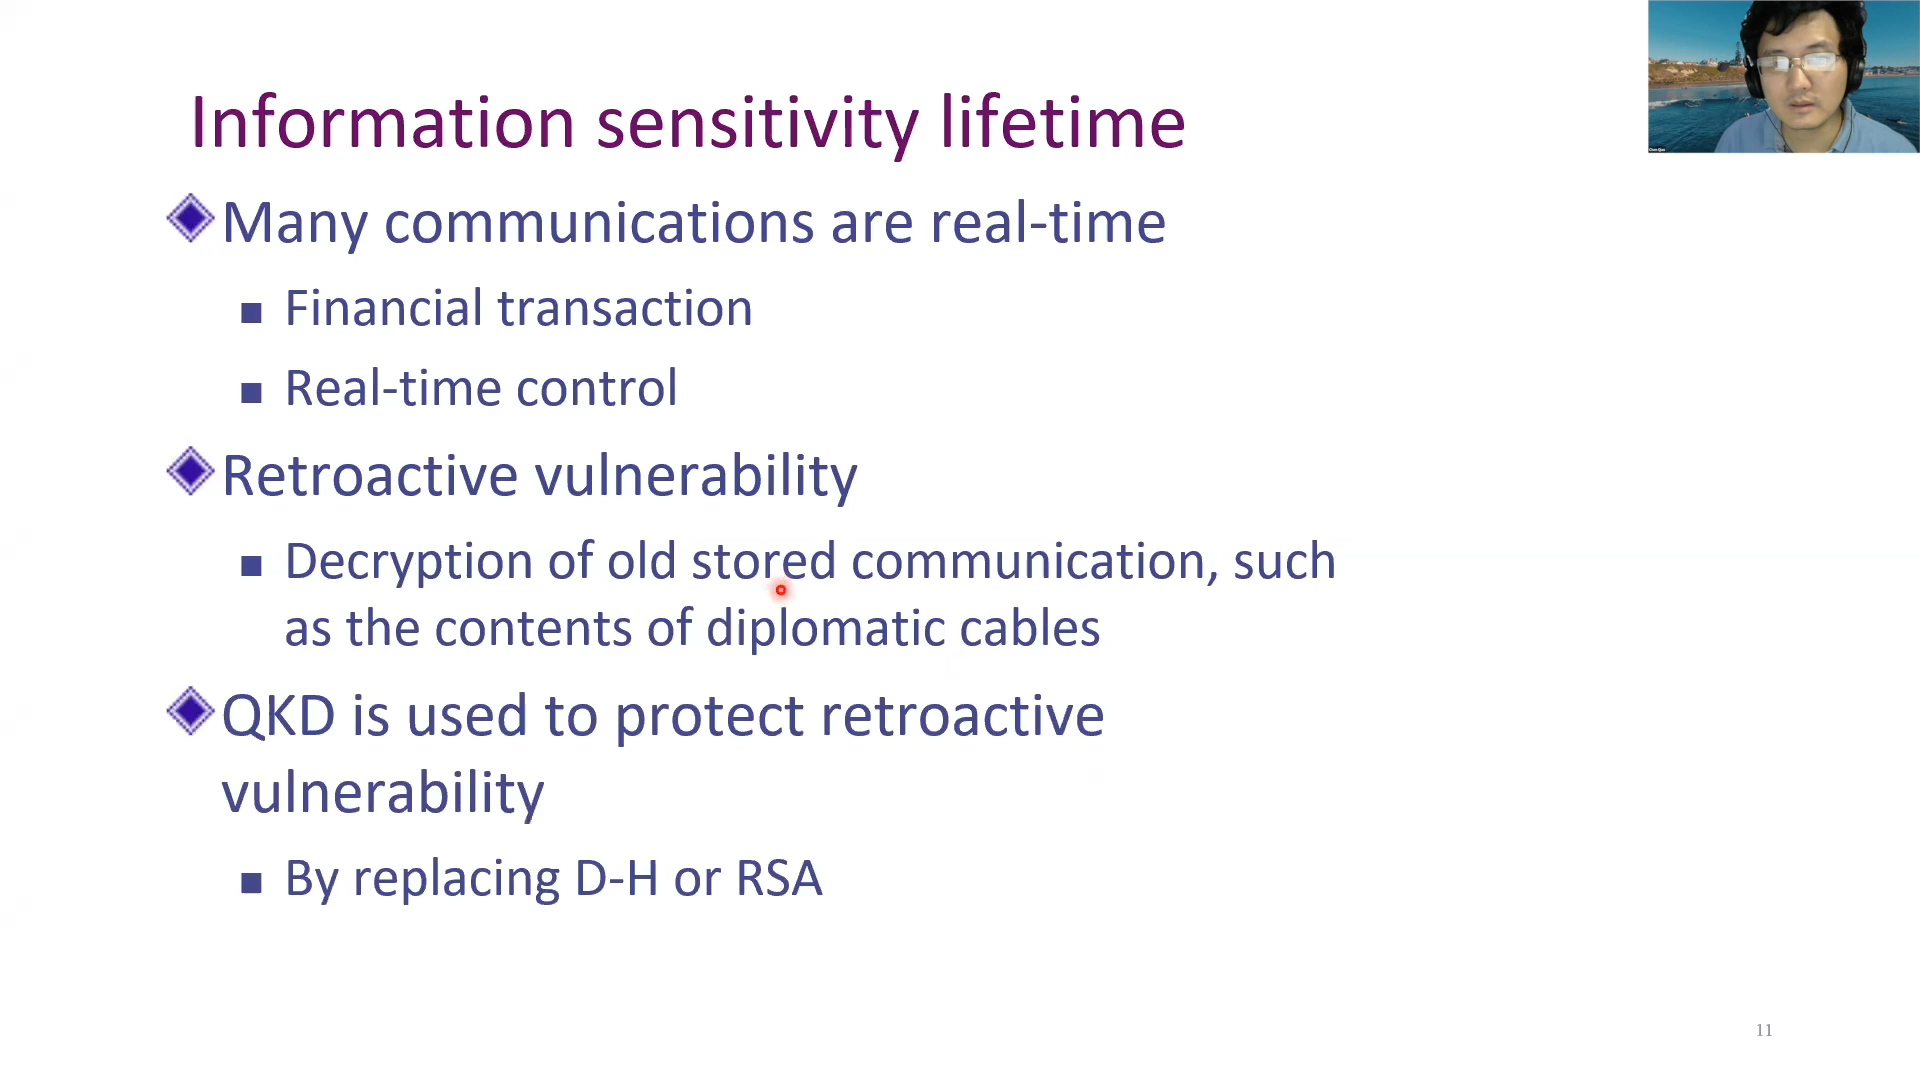 Information sensitivity lifetime
Many communications are real-time
Financial transaction
Real-time control
Retroactive vulnerability
Decryption of old stored communication, such
as the contents of diplomatic cables
QKD is used to protect retroactive
vulnerability
By replacing D-H or RSA
11